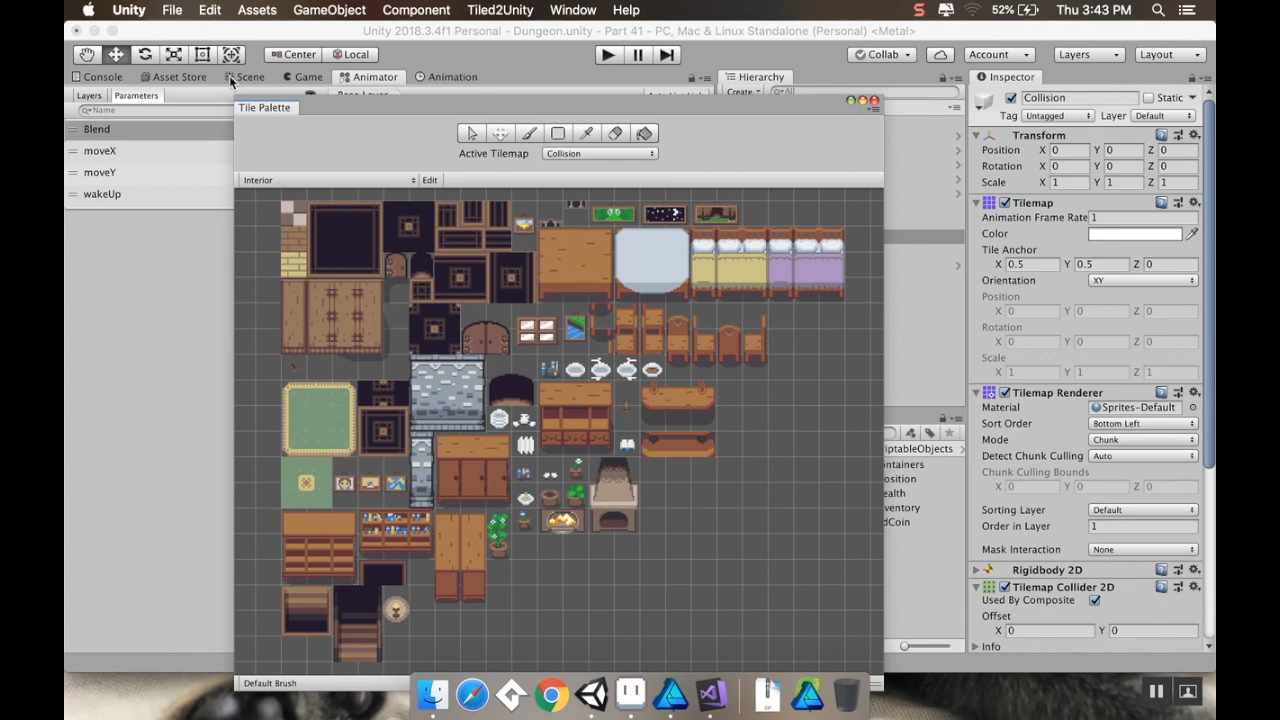 Unity File Edit Assets GameObject Component Tiled2Unity Window Help 52% Thu 3:43 PM
Unity 2018.3.4f1 Personal - Dungeon.unity - Part 41 - PC, Mac & Linux Standalone (Personal) <Metal>
Center Local Collab Account Layers Layout
Console Asset Store Scene Game Animator Animation Hierarchy Inspector
Layers Parameters Create
Name
Blend
moveX
moveY
wakeUp
Tile Palette
Active Tilemap Collision
Interior Edit
Default Brush
iptableObjects
ontainers
osition
ealth
ventory
dCoin
Collision Static
Tag Untagged Layer Default
Transform
Position X 0 Y 0 Z 0
Rotation X 0 Y 0 Z 0
Scale X 1 Y 1 Z 1
Tilemap
Animation Frame Rate 1
Color
Tile Anchor
X 0.5 Y 0.5 Z 0
Orientation XY
Position
X 0 Y 0 Z 0
Rotation
X 0 Y 0 Z 0
Scale
X 1 Y 1 Z 1
Tilemap Renderer
Material Sprites-Default
Sort Order Bottom Left
Mode Chunk
Detect Chunk Culling Auto
Chunk Culling Bounds
X 0 Y 0 Z 0
Sorting Layer Default
Order in Layer 1
Mask Interaction None
Rigidbody 2D
Tilemap Collider 2D
Used By Composite
Offset
X 0 Y 0
Info